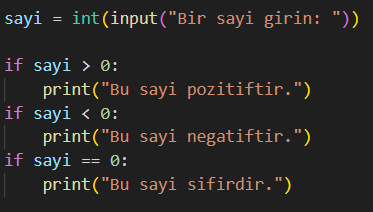 sayi = int(input("Bir sayi girin: "))
if sayi > 0:
    print("Bu sayi pozitiftir.")
if sayi < 0:
    print("Bu sayi negatiftir.")
if sayi == 0:
    print("Bu sayi sifirdir.")